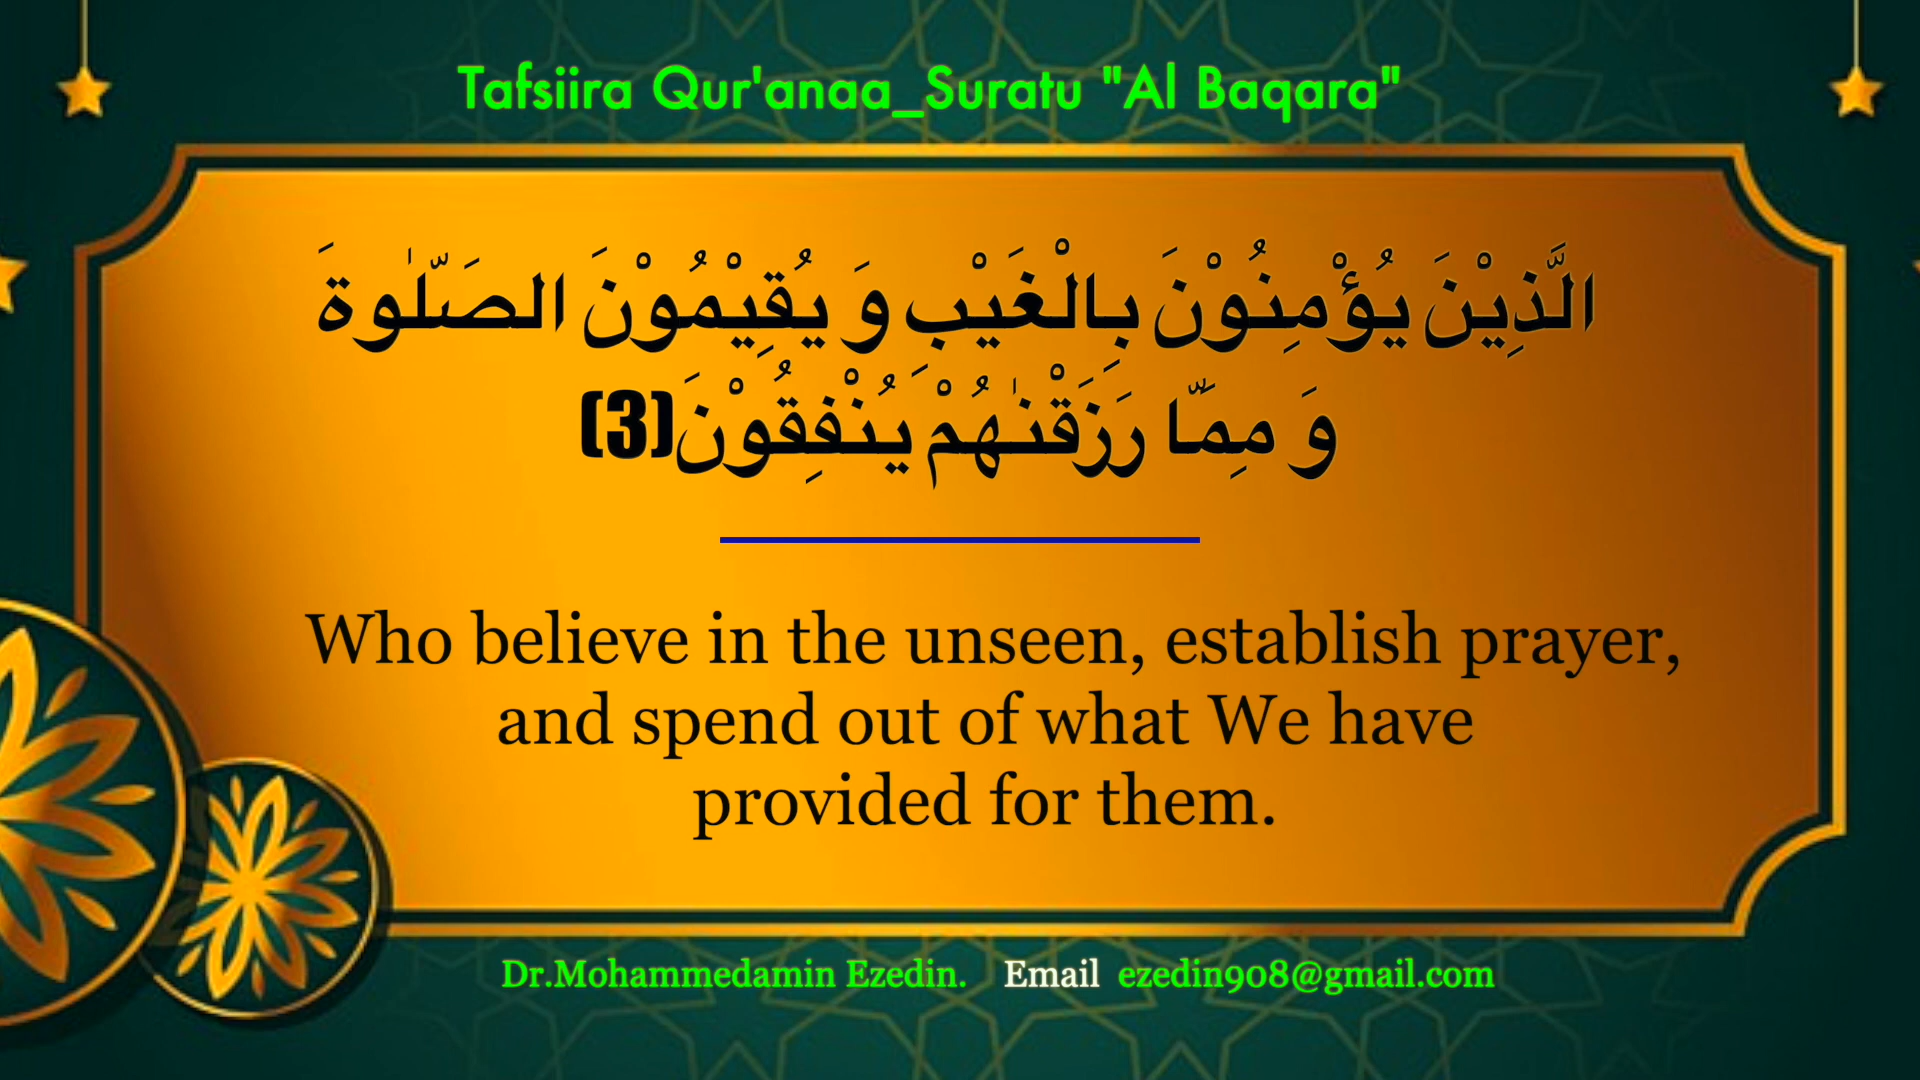 Tafsiira Qur'anaa_Suratu "Al Baqara"
الَّذِيْنَ يُؤْمِنُوْنَ بِالْغَيْبِ وَ يُقِيْمُوْنَ الصَّلٰوةَ
وَ مِمَّا رَزَقْنٰهُمْ يُنْفِقُوْنَ(3)
Who believe in the unseen, establish prayer,
and spend out of what We have
provided for them.
Dr.Mohammedamin Ezedin. Email ezedin908@gmail.com